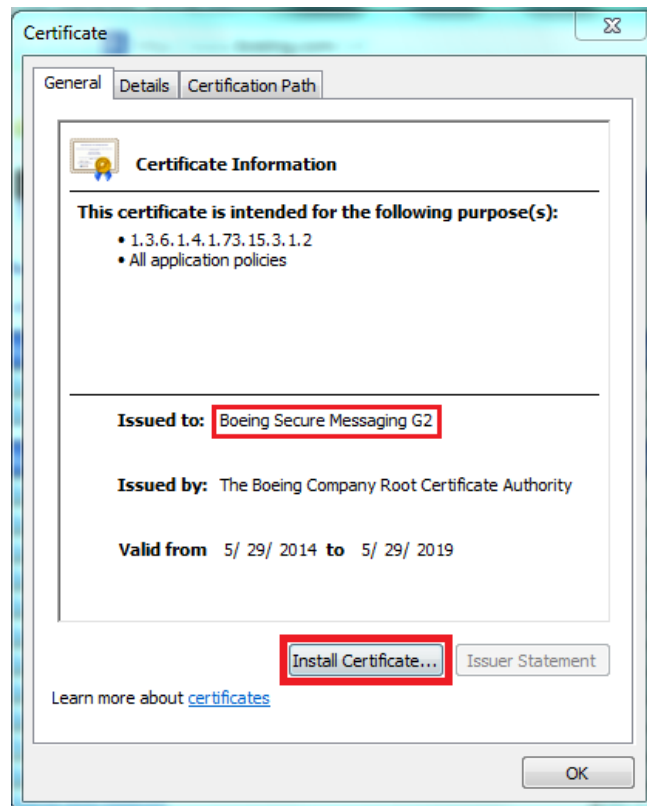 Certificate
General Details Certification Path
Certificate Information
This certificate is intended for the following purpose(s):
• 1.3.6.1.4.1.73.15.3.1.2
• All application policies
Issued to: Boeing Secure Messaging G2
Issued by: The Boeing Company Root Certificate Authority
Valid from 5/ 29/ 2014 to 5/ 29/ 2019
Install Certificate... Issuer Statement
Learn more about certificates
OK